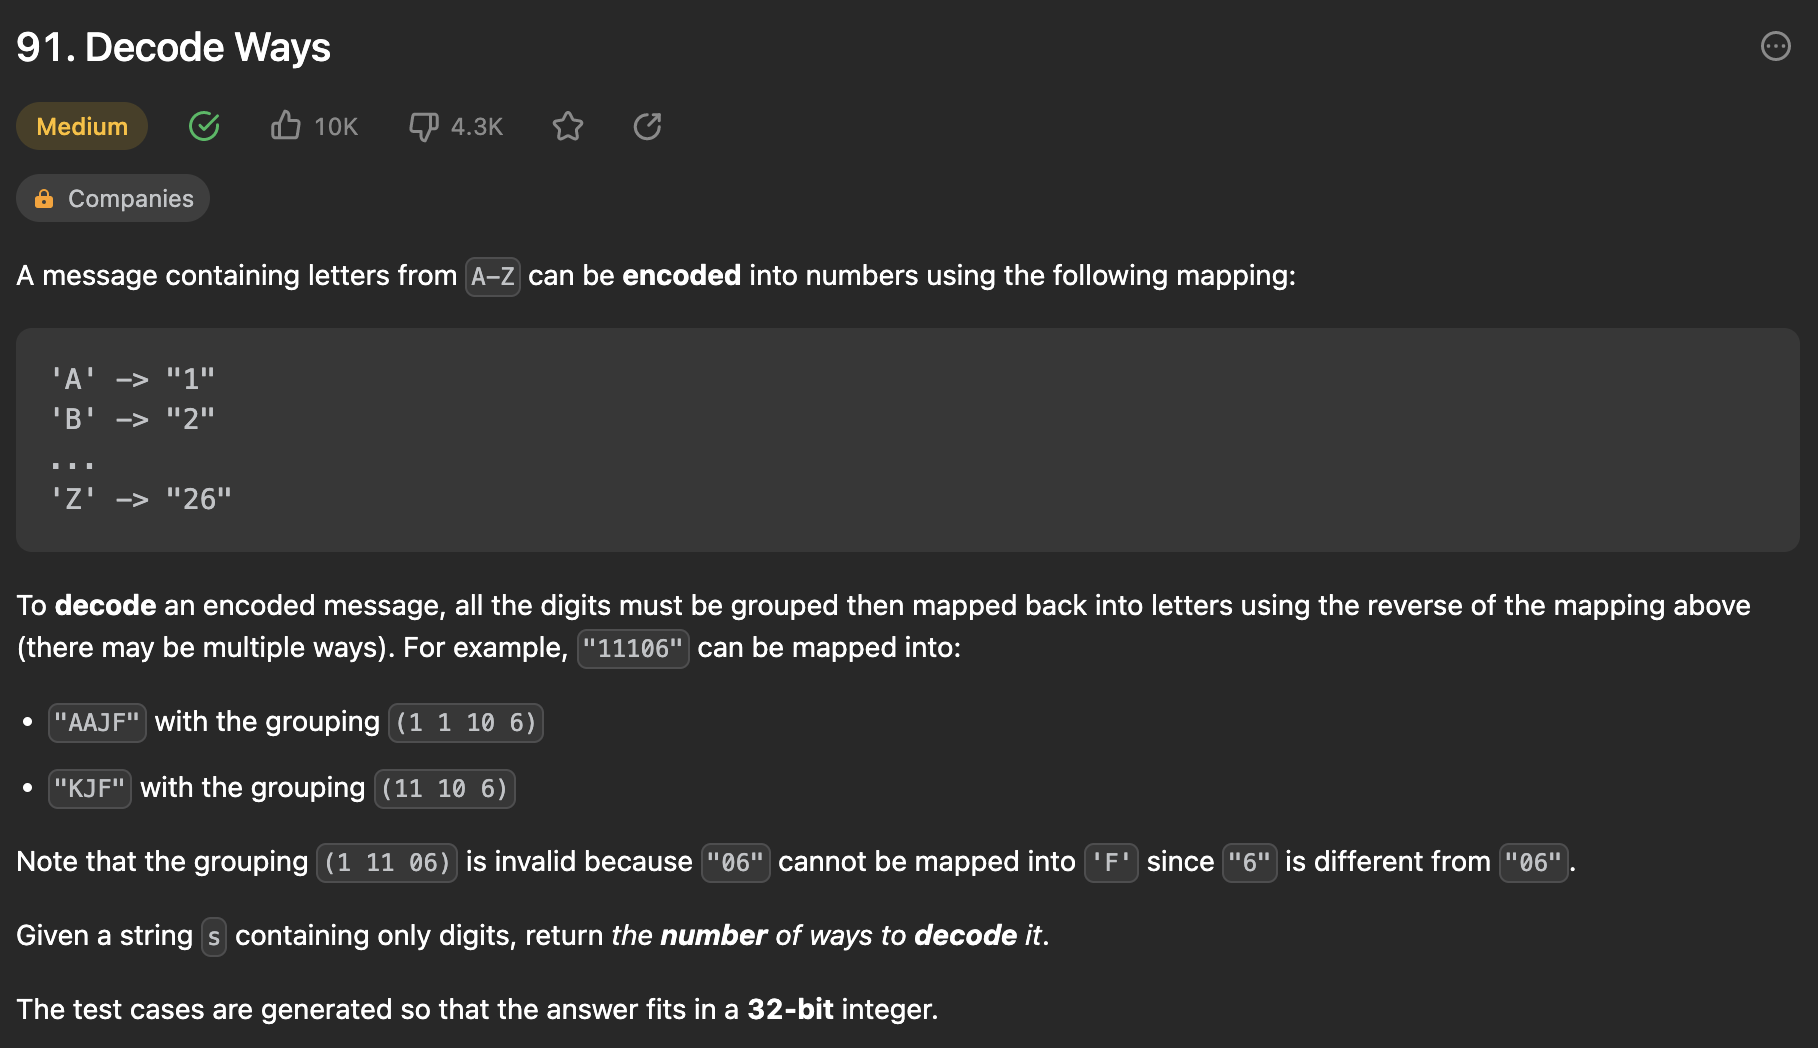 91. Decode Ways
Medium 10K 4.3K
Companies
A message containing letters from A-Z can be encoded into numbers using the following mapping:
'A' -> "1"
'B' -> "2"
...
'Z' -> "26"
To decode an encoded message, all the digits must be grouped then mapped back into letters using the reverse of the mapping above
(there may be multiple ways). For example, "11106" can be mapped into:
• "AAJF" with the grouping (1 1 10 6)
• "KJF" with the grouping (11 10 6)
Note that the grouping (1 11 06) is invalid because "06" cannot be mapped into 'F' since "6" is different from "06".
Given a string s containing only digits, return the number of ways to decode it.
The test cases are generated so that the answer fits in a 32-bit integer.